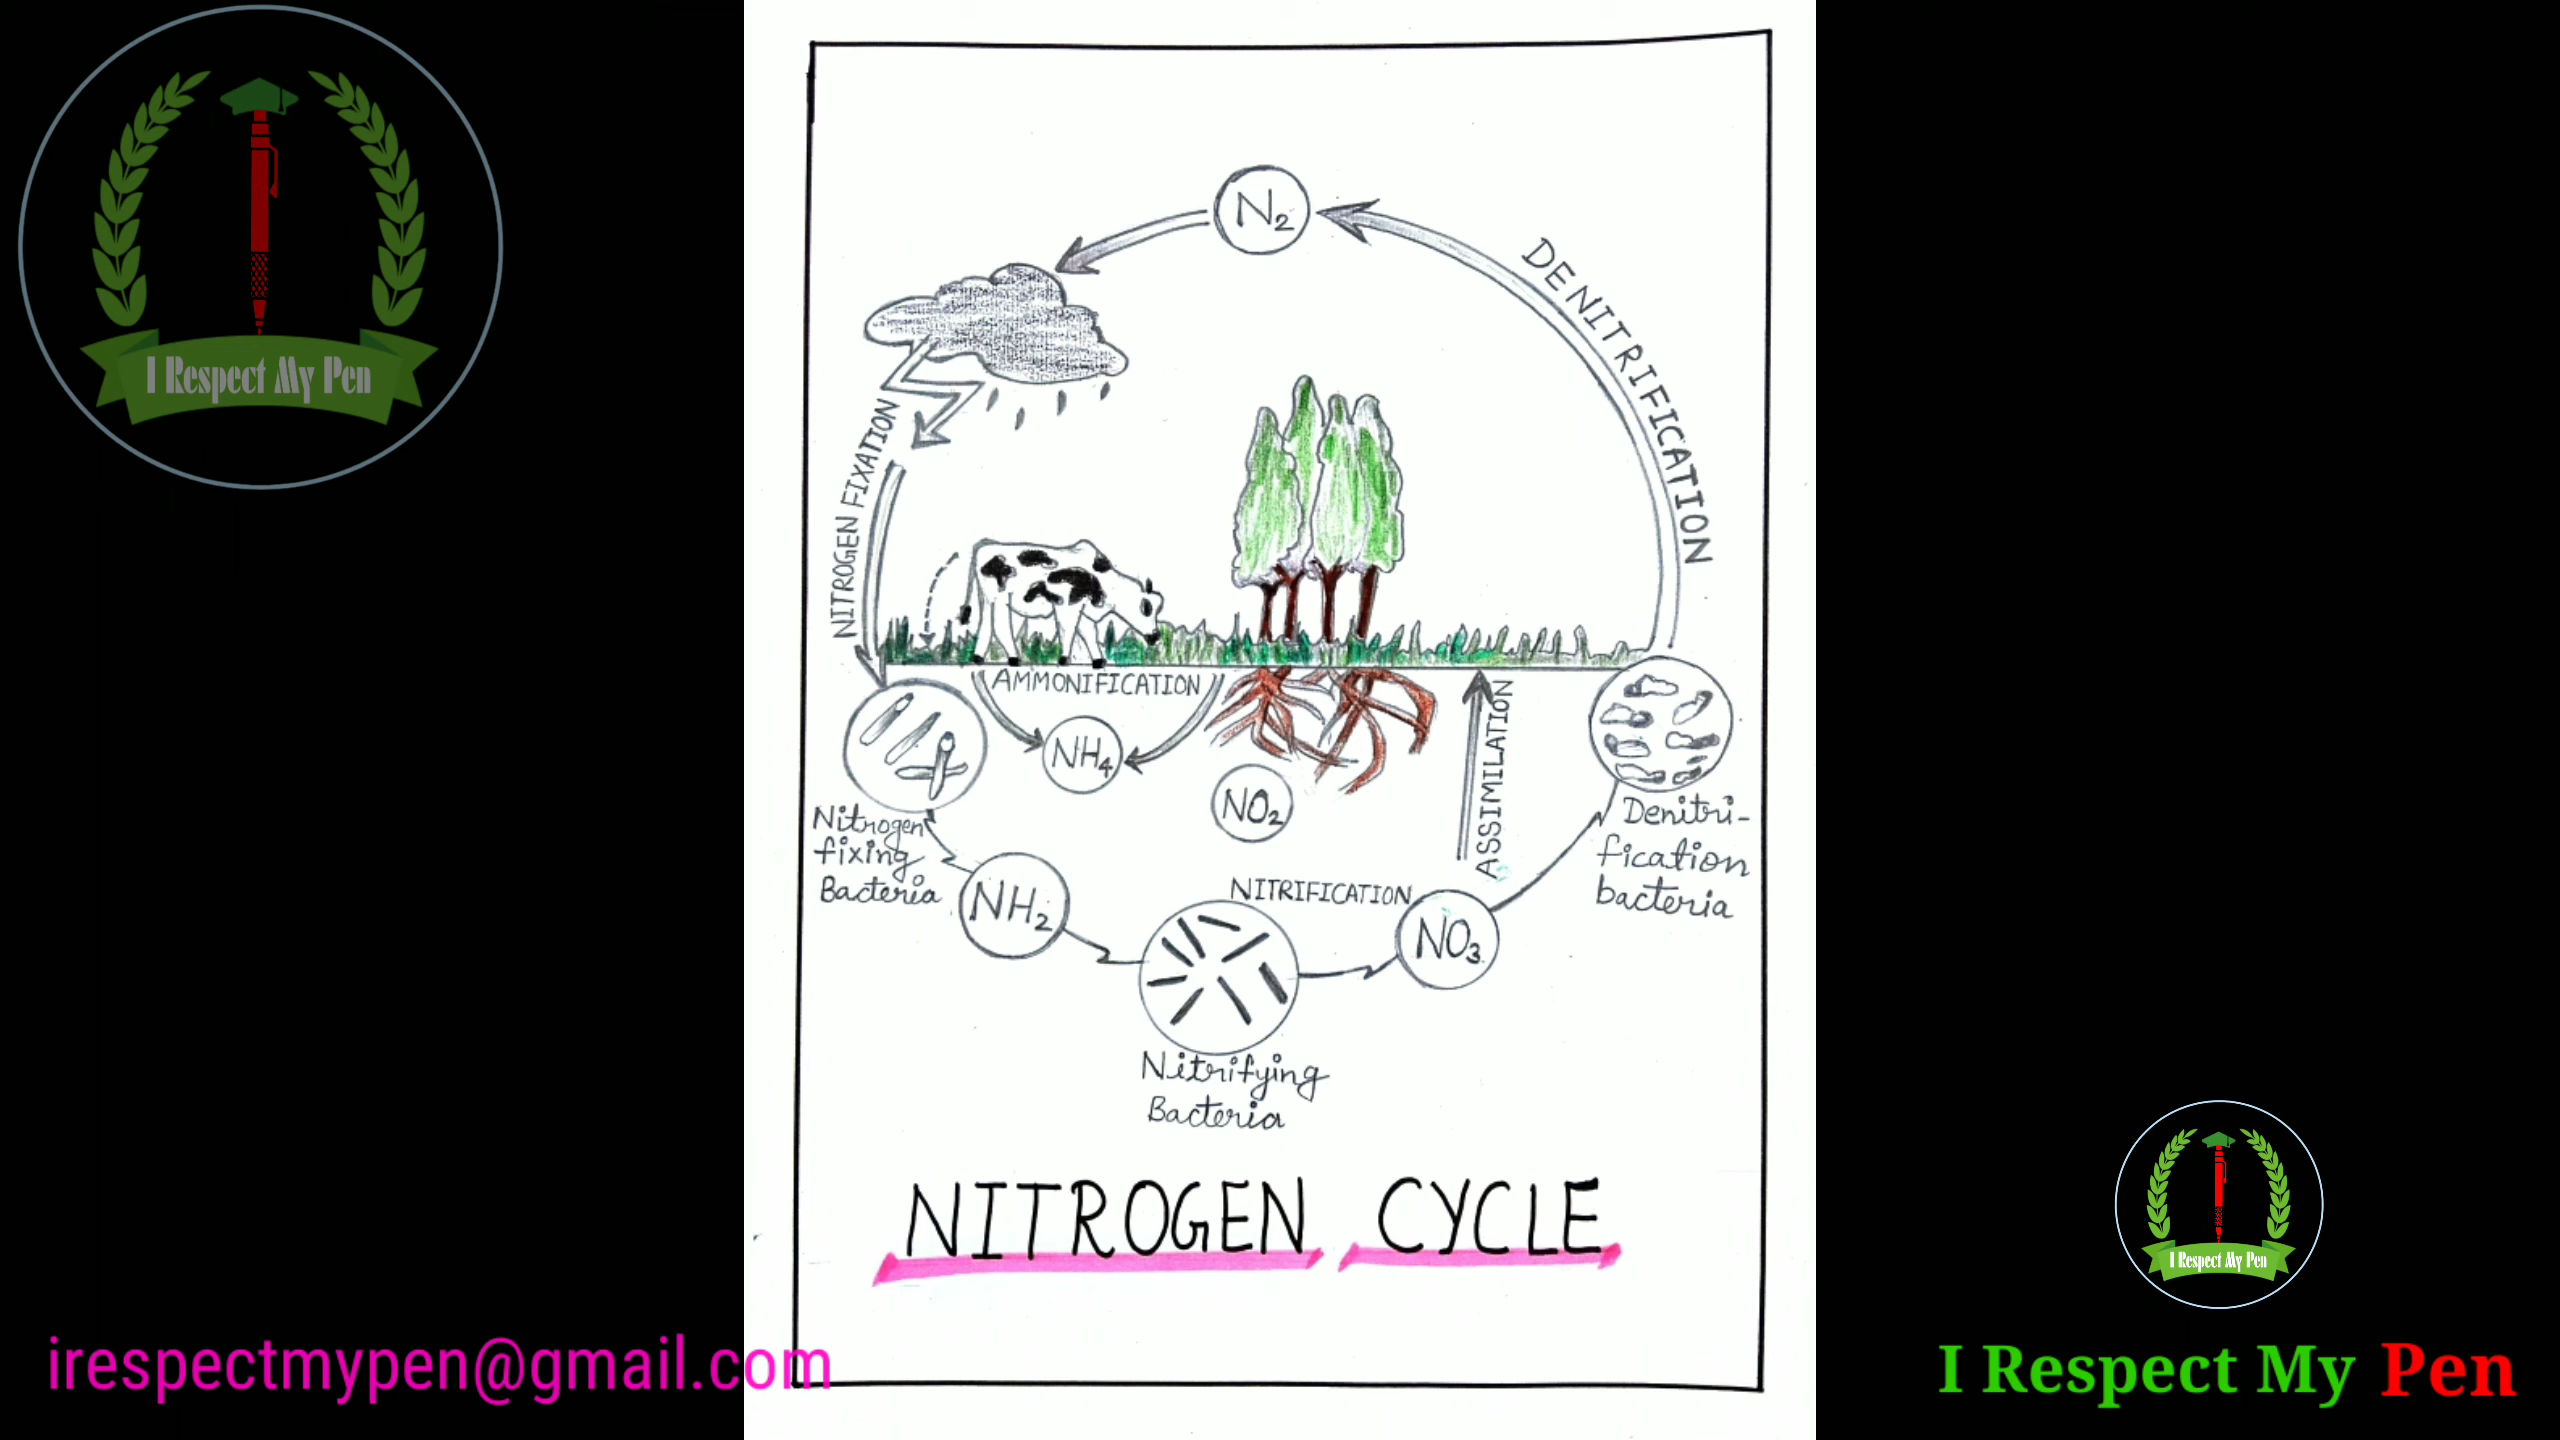 I Respect My Pen
N2
DENITRIFICATION
NITROGEN FIXATION
AMMONIFICATION
NH4
NO2
ASSIMILATION
Nitrogen
fixing
Bacteria
Denitri-
fication
bacteria
NH2
NITRIFICATION
NO3
Nitrifying
Bacteria
NITROGEN CYCLE
I Respect My Pen
irespectmypen@gmail.com
I Respect My Pen